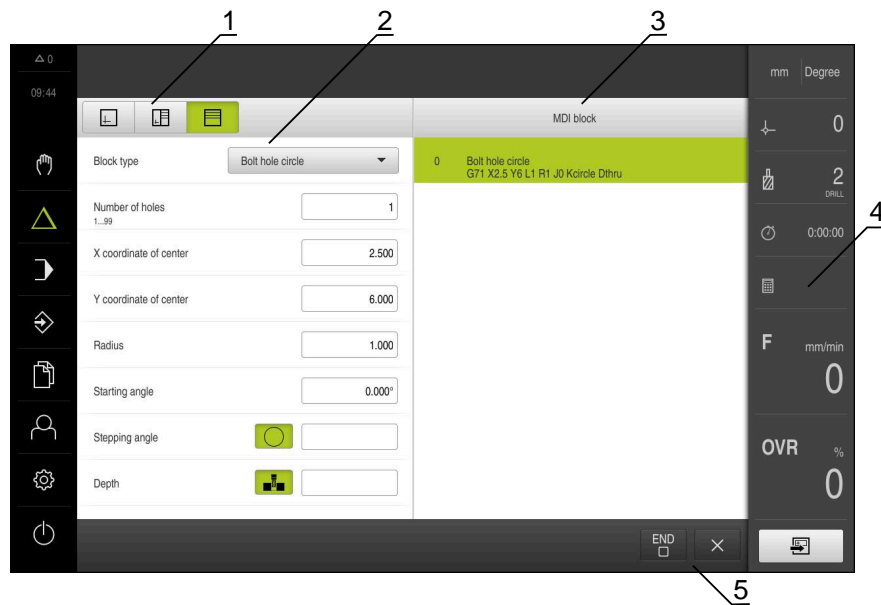 1
2
3
0
09:44
mm Degree
MDI block
0
Block type
Bolt hole circle
0 Bolt hole circle
G71 X2.5 Y6 L1 R1 J0 Kcircle Dthru
2
DRILL
Number of holes
1...99
1
4
0:00:00
X coordinate of center
2.500
Y coordinate of center
6.000
Radius
1.000
F mm/min
0
Starting angle
0.000°
Stepping angle
OVR %
0
Depth
END
5